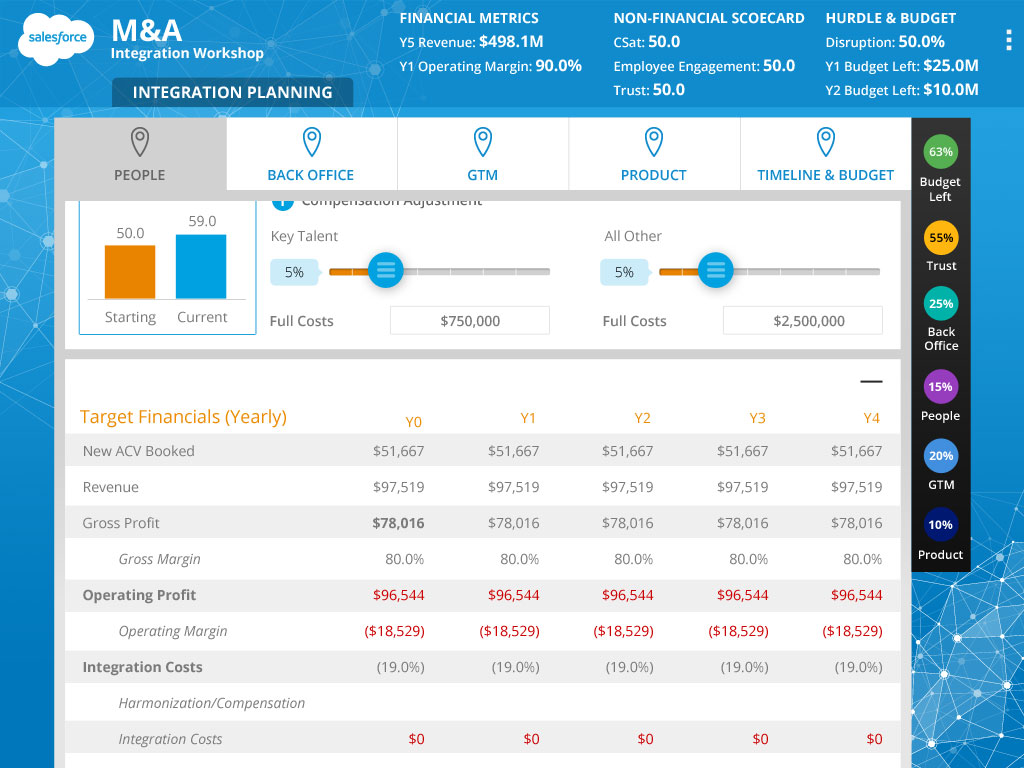 salesforce
M&A
Integration Workshop
INTEGRATION PLANNING
FINANCIAL METRICS
Y5 Revenue: $498.1M
Y1 Operating Margin: 90.0%
NON-FINANCIAL SCOECARD
CSat: 50.0
Employee Engagement: 50.0
Trust: 50.0
HURDLE & BUDGET
Disruption: 50.0%
Y1 Budget Left: $25.0M
Y2 Budget Left: $10.0M
PEOPLE BACK OFFICE GTM PRODUCT TIMELINE & BUDGET
50.0 59.0
Starting Current
Compensation Adjustment
Key Talent
5%
Full Costs $750,000
All Other
5%
Full Costs $2,500,000
Target Financials (Yearly) Y0 Y1 Y2 Y3 Y4
New ACV Booked $51,667 $51,667 $51,667 $51,667 $51,667
Revenue $97,519 $97,519 $97,519 $97,519 $97,519
Gross Profit $78,016 $78,016 $78,016 $78,016 $78,016
Gross Margin 80.0% 80.0% 80.0% 80.0% 80.0%
Operating Profit $96,544 $96,544 $96,544 $96,544 $96,544
Operating Margin ($18,529) ($18,529) ($18,529) ($18,529) ($18,529)
Integration Costs (19.0%) (19.0%) (19.0%) (19.0%) (19.0%)
Harmonization/Compensation
Integration Costs $0 $0 $0 $0 $0
63%
Budget
Left
55%
Trust
25%
Back
Office
15%
People
20%
GTM
10%
Product